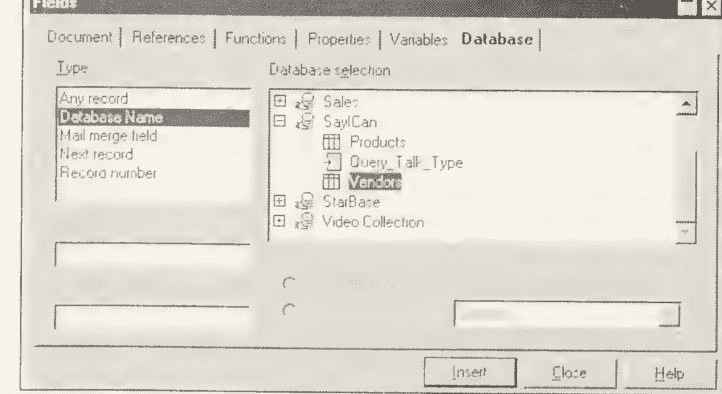 Fields
Document References Functions Properties Variables Database
Type
Database selection
Any record
Database Name
Mail merge field
Next record
Record number
Sales
SayICan
Products
Query_Talk_Type
Vendors
StarBase
Video Collection
Insert Close Help